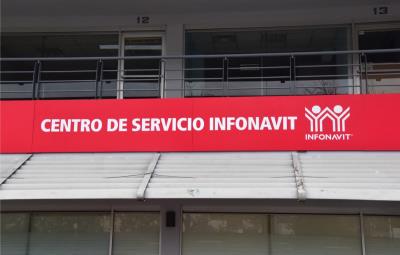 12
13
CENTRO DE SERVICIO INFONAVIT
INFONAVIT